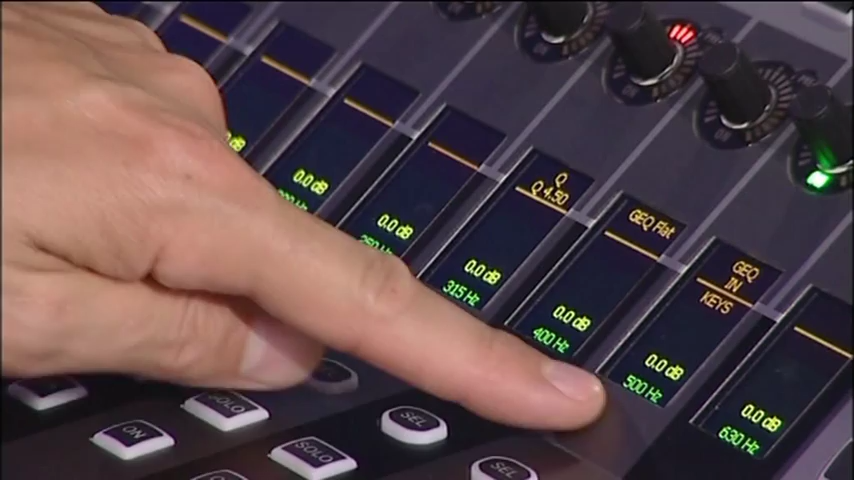 dB
0.0 dB
0.0 dB
250 Hz
Q
Q 4.50
0.0 dB
315 Hz
GEQ Flat
0.0 dB
400 Hz
GEQ
IN
KEYS
0.0 dB
500 Hz
0.0 dB
630 Hz
SOLO
SEL
ON
SOLO
SEL